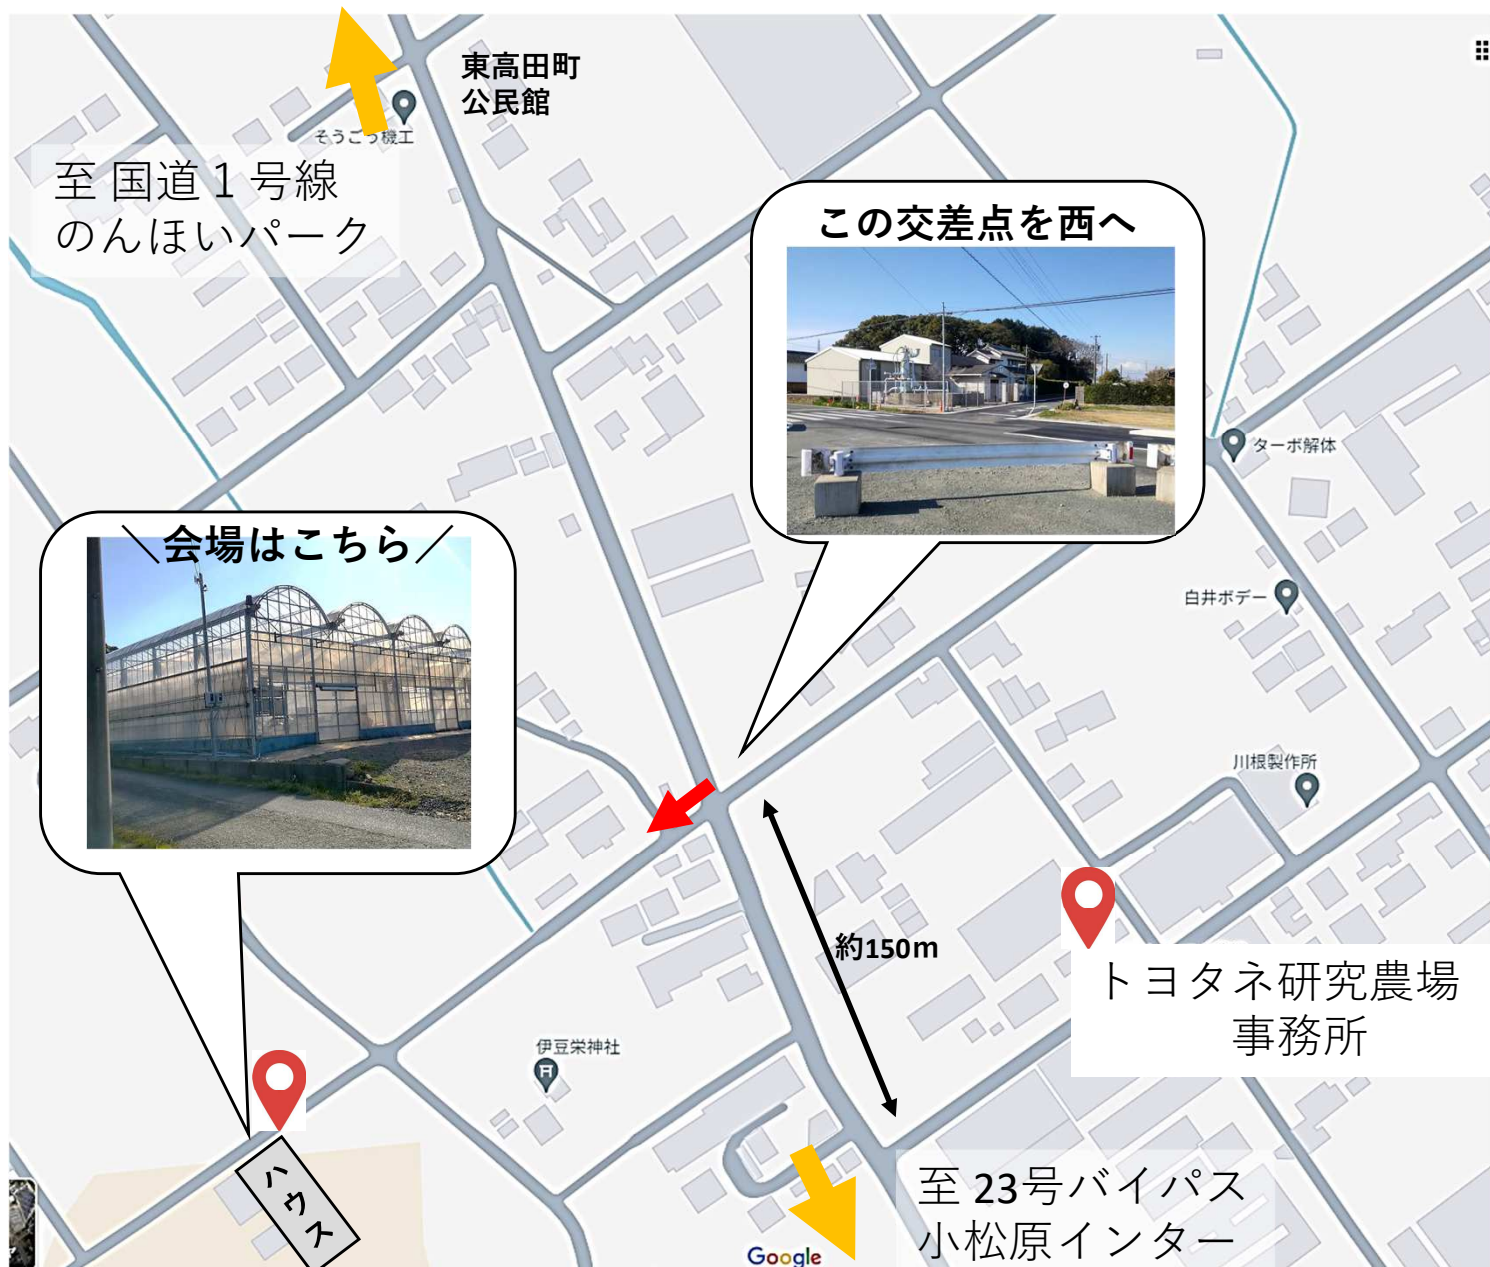 東高田町
公民館
そうごう機工
至 国道１号線
のんほいパーク
この交差点を西へ
ターボ解体
＼会場はこちら／
白井ボデー
川根製作所
約150m
トヨタネ研究農場
事務所
伊豆栄神社
ハウス
至 23号バイパス
小松原インター
Google